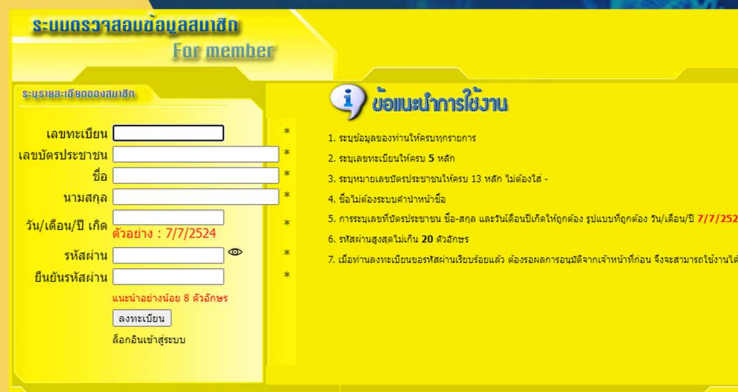 ระบบตรวจสอบข้อมูลสมาชิก
For member
ระบุรายละเอียดของสมาชิก
เลขทะเบียน *
เลขบัตรประชาชน *
ชื่อ *
นามสกุล *
วัน/เดือน/ปี เกิด *
ตัวอย่าง : 7/7/2524
รหัสผ่าน *
ยืนยันรหัสผ่าน *
แนะนำอย่างน้อย 8 ตัวอักษร
ลงทะเบียน
ล็อกอินเข้าสู่ระบบ
i ข้อแนะนำการใช้งาน
1. ระบุข้อมูลของท่านให้ครบทุกรายการ
2. ระบุเลขทะเบียนให้ครบ 5 หลัก
3. ระบุหมายเลขบัตรประชาชนให้ครบ 13 หลัก ไม่ต้องใส่ -
4. ชื่อไม่ต้องระบุคำนำหน้าชื่อ
5. การระบุเลขที่บัตรประชาชน ชื่อ-สกุล และวันเดือนปีเกิดให้ถูกต้อง รูปแบบที่ถูกต้อง วัน/เดือน/ปี 7/7/252
6. รหัสผ่านสูงสุดไม่เกิน 20 ตัวอักษร
7. เมื่อท่านลงทะเบียนขอรหัสผ่านเรียบร้อยแล้ว ต้องรอผลการอนุมัติจากเจ้าหน้าที่ก่อน จึงจะสามารถใช้งานได้